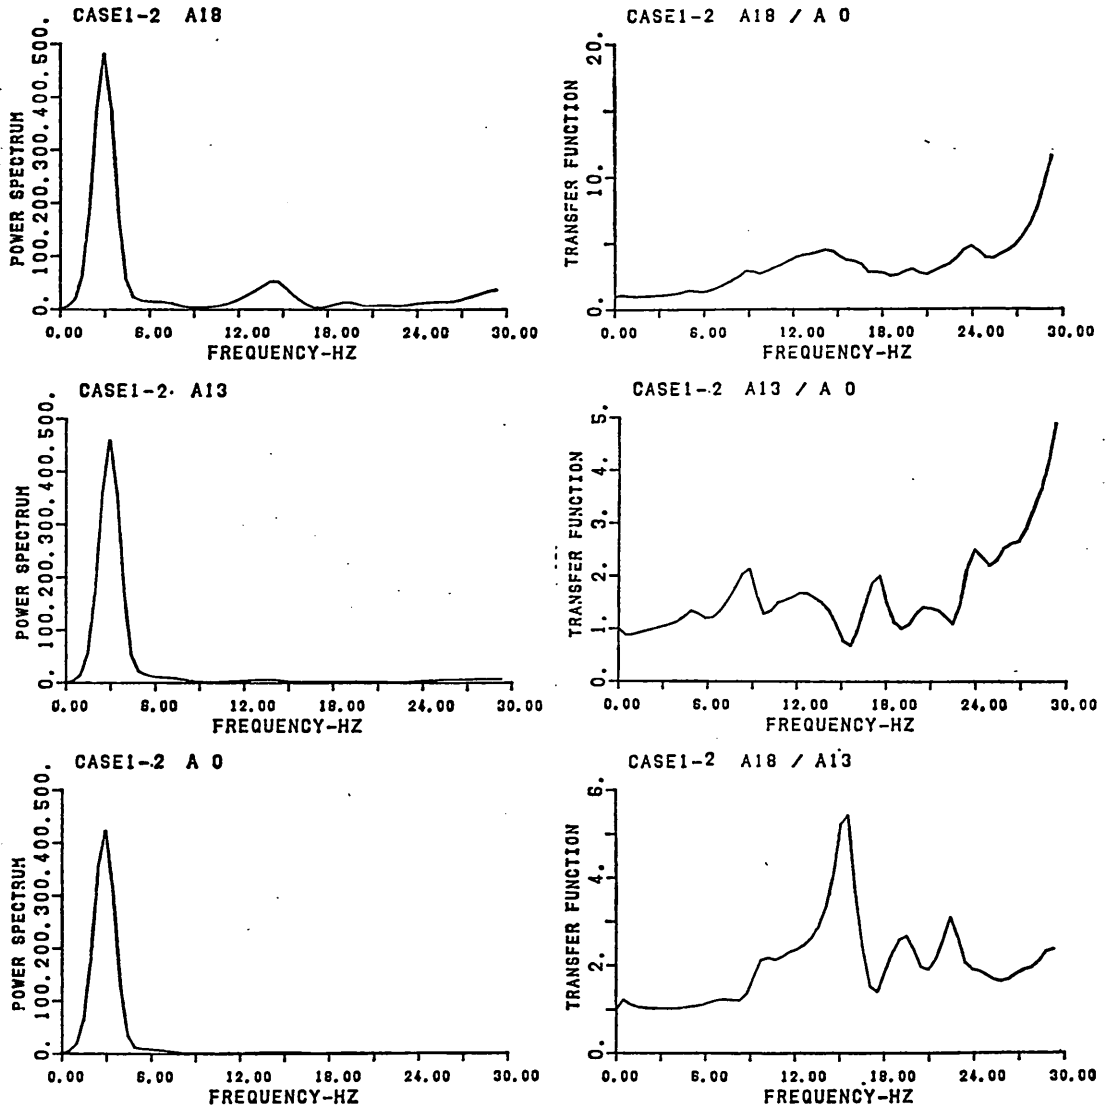 CASE1-2 A18
POWER SPECTRUM
0. 100. 200. 300. 400. 500.
0.00 6.00 12.00 18.00 24.00 30.00
FREQUENCY-HZ
CASE1-2 A18 / A 0
TRANSFER FUNCTION
0. 10. 20.
0.00 6.00 12.00 18.00 24.00 30.00
FREQUENCY-HZ
CASE1-2. A13
POWER SPECTRUM
0. 100. 200. 300. 400. 500.
0.00 6.00 12.00 18.00 24.00 30.00
FREQUENCY-HZ
CASE1-2 A13 / A 0
TRANSFER FUNCTION
0. 1. 2. 3. 4. 5.
0.00 6.00 12.00 18.00 24.00 30.00
FREQUENCY-HZ
CASE1-2 A 0
POWER SPECTRUM
0. 100. 200. 300. 400. 500.
0.00 6.00 12.00 18.00 24.00 30.00
FREQUENCY-HZ
CASE1-2 A18 / A13
TRANSFER FUNCTION
0. 2. 4. 6.
0.00 6.00 12.00 18.00 24.00 30.00
FREQUENCY-HZ